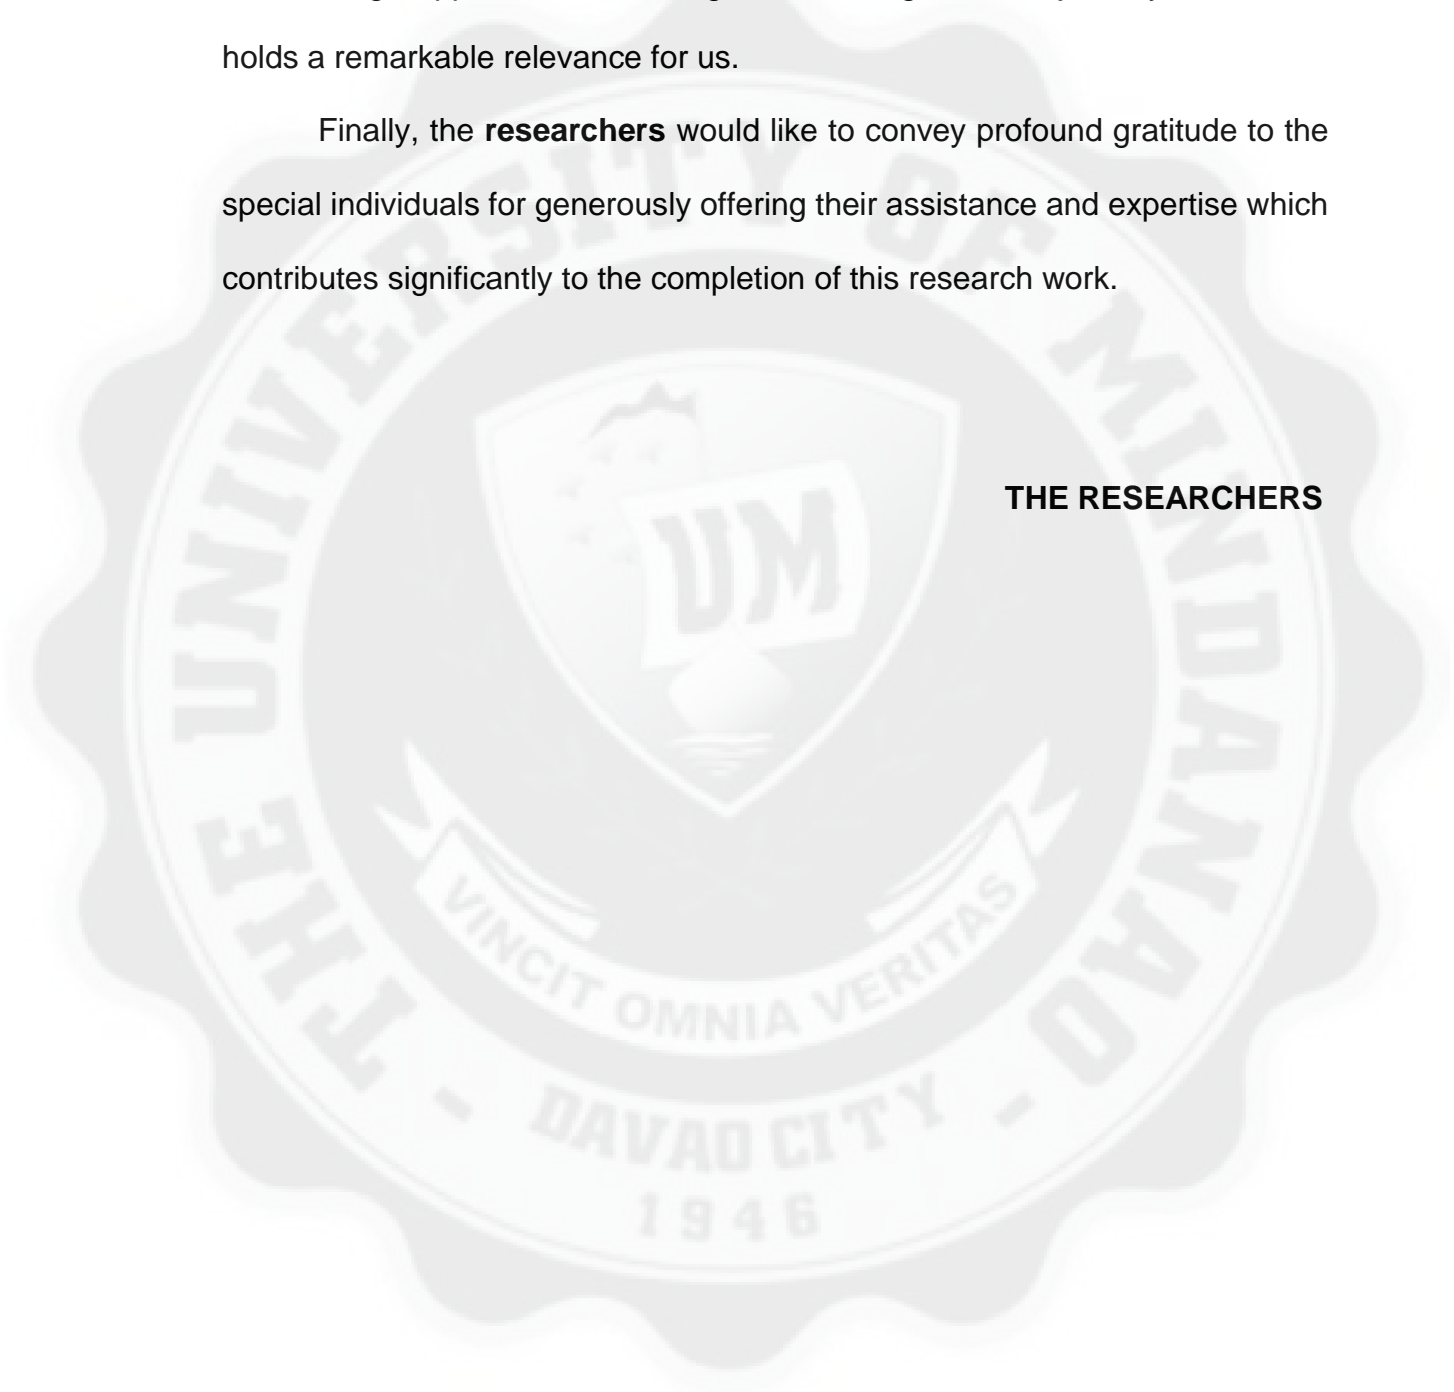 holds a remarkable relevance for us.
Finally, the researchers would like to convey profound gratitude to the
special individuals for generously offering their assistance and expertise which
contributes significantly to the completion of this research work.
THE RESEARCHERS
THE UNIVERSITY OF MINDANAO
UM
VINCIT OMNIA VERITAS
- DAVAO CITY -
1946